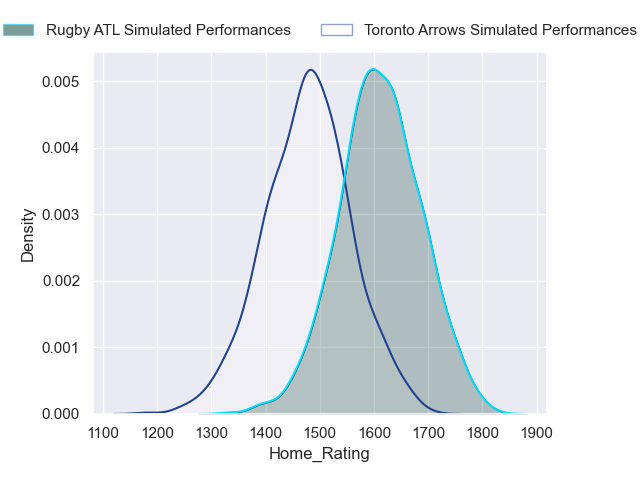 Rugby ATL Simulated Performances Toronto Arrows Simulated Performances
0.005
0.004
0.003
0.002
0.001
0.000
Density
1100 1200 1300 1400 1500 1600 1700 1800 1900
Home_Rating